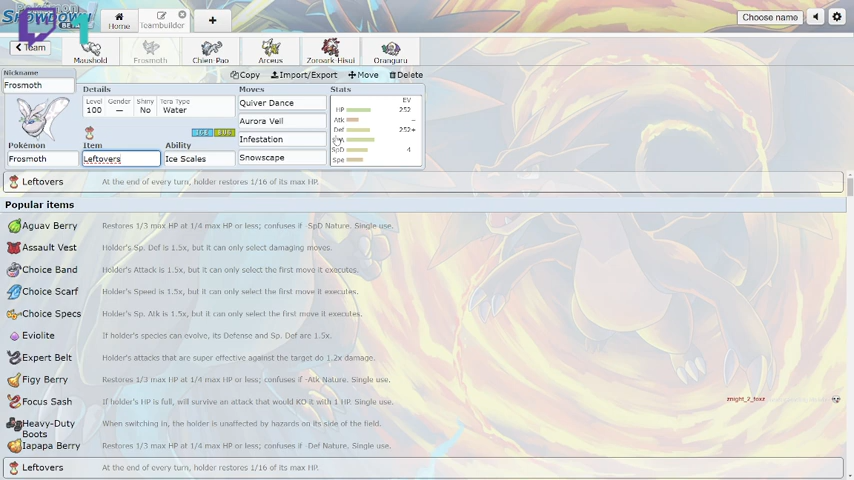 Showdown
Home
Teambuilder
Choose name
Team
Maushold
Frosmoth
Chien-Pao
Arceus
Zoroark-Hisui
Oranguru
Copy
Import/Export
Move
Delete
Nickname
Frosmoth
Details
Level Gender Shiny Tera Type
100 — No Water
ICE BUG
Pokémon
Frosmoth
Item
Leftovers
Ability
Ice Scales
Moves
Quiver Dance
Aurora Veil
Infestation
Snowscape
Stats
EV
HP 252
Atk –
Def 252+
SpD 4
Spe
Leftovers At the end of every turn, holder restores 1/16 of its max HP.
Popular items
Aguav Berry Restores 1/3 max HP at 1/4 max HP or less; confuses if -SpD Nature. Single use.
Assault Vest Holder's Sp. Def is 1.5x, but it can only select damaging moves.
Choice Band Holder's Attack is 1.5x, but it can only select the first move it executes.
Choice Scarf Holder's Speed is 1.5x, but it can only select the first move it executes.
Choice Specs Holder's Sp. Atk is 1.5x, but it can only select the first move it executes.
Eviolite If holder's species can evolve, its Defense and Sp. Def are 1.5x.
Expert Belt Holder's attacks that are super effective against the target do 1.2x damage.
Figy Berry Restores 1/3 max HP at 1/4 max HP or less; confuses if -Atk Nature. Single use.
Focus Sash If holder's HP is full, will survive an attack that would KO it with 1 HP. Single use.
Heavy-Duty Boots When switching in, the holder is unaffected by hazards on its side of the field.
Iapapa Berry Restores 1/3 max HP at 1/4 max HP or less; confuses if -Def Nature. Single use.
Leftovers At the end of every turn, holder restores 1/16 of its max HP.